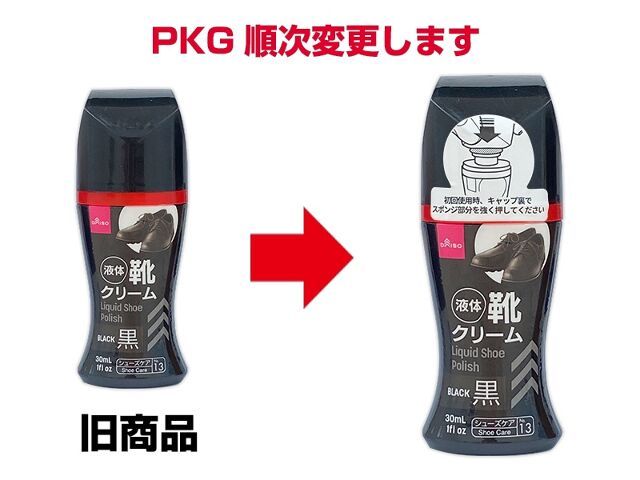 PKG 順次変更します
DAISO
液体 靴
クリーム
Liquid Shoe
Polish
BLACK 黒
30mL
1fl oz
シューズケア
Shoe Care
No.
13
旧商品
初回使用時、キャップ裏で
スポンジ部分を強く押してください
DAISO
液体 靴
クリーム
Liquid Shoe
Polish
BLACK 黒
30mL
1fl oz
シューズケア
Shoe Care
No.
13